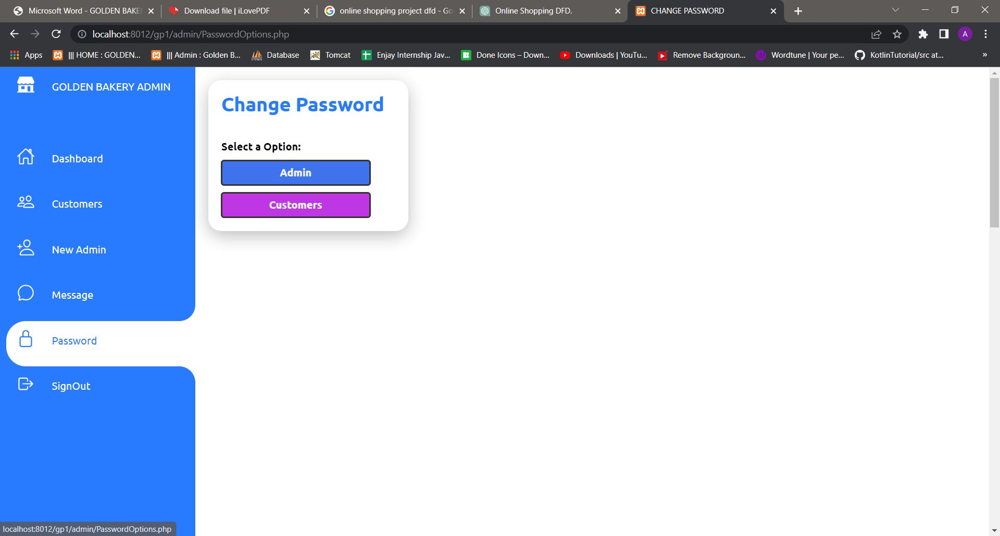 Microsoft Word - GOLDEN BAKER
Download file | iLovePDF
online shopping project dfd - Go
Online Shopping DFD.
CHANGE PASSWORD
localhost:8012/gp1/admin/PasswordOptions.php
A
Apps
||| HOME : GOLDEN...
||| Admin : Golden B...
Database
Tomcat
Enjay Internship Jav...
Done Icons – Down...
Downloads | YouTu...
Remove Backgroun...
Wordtune | Your pe...
KotlinTutorial/src at...
»
GOLDEN BAKERY ADMIN
Dashboard
Customers
New Admin
Message
Password
SignOut
Change Password
Select a Option:
Admin
Customers
localhost:8012/gp1/admin/PasswordOptions.php